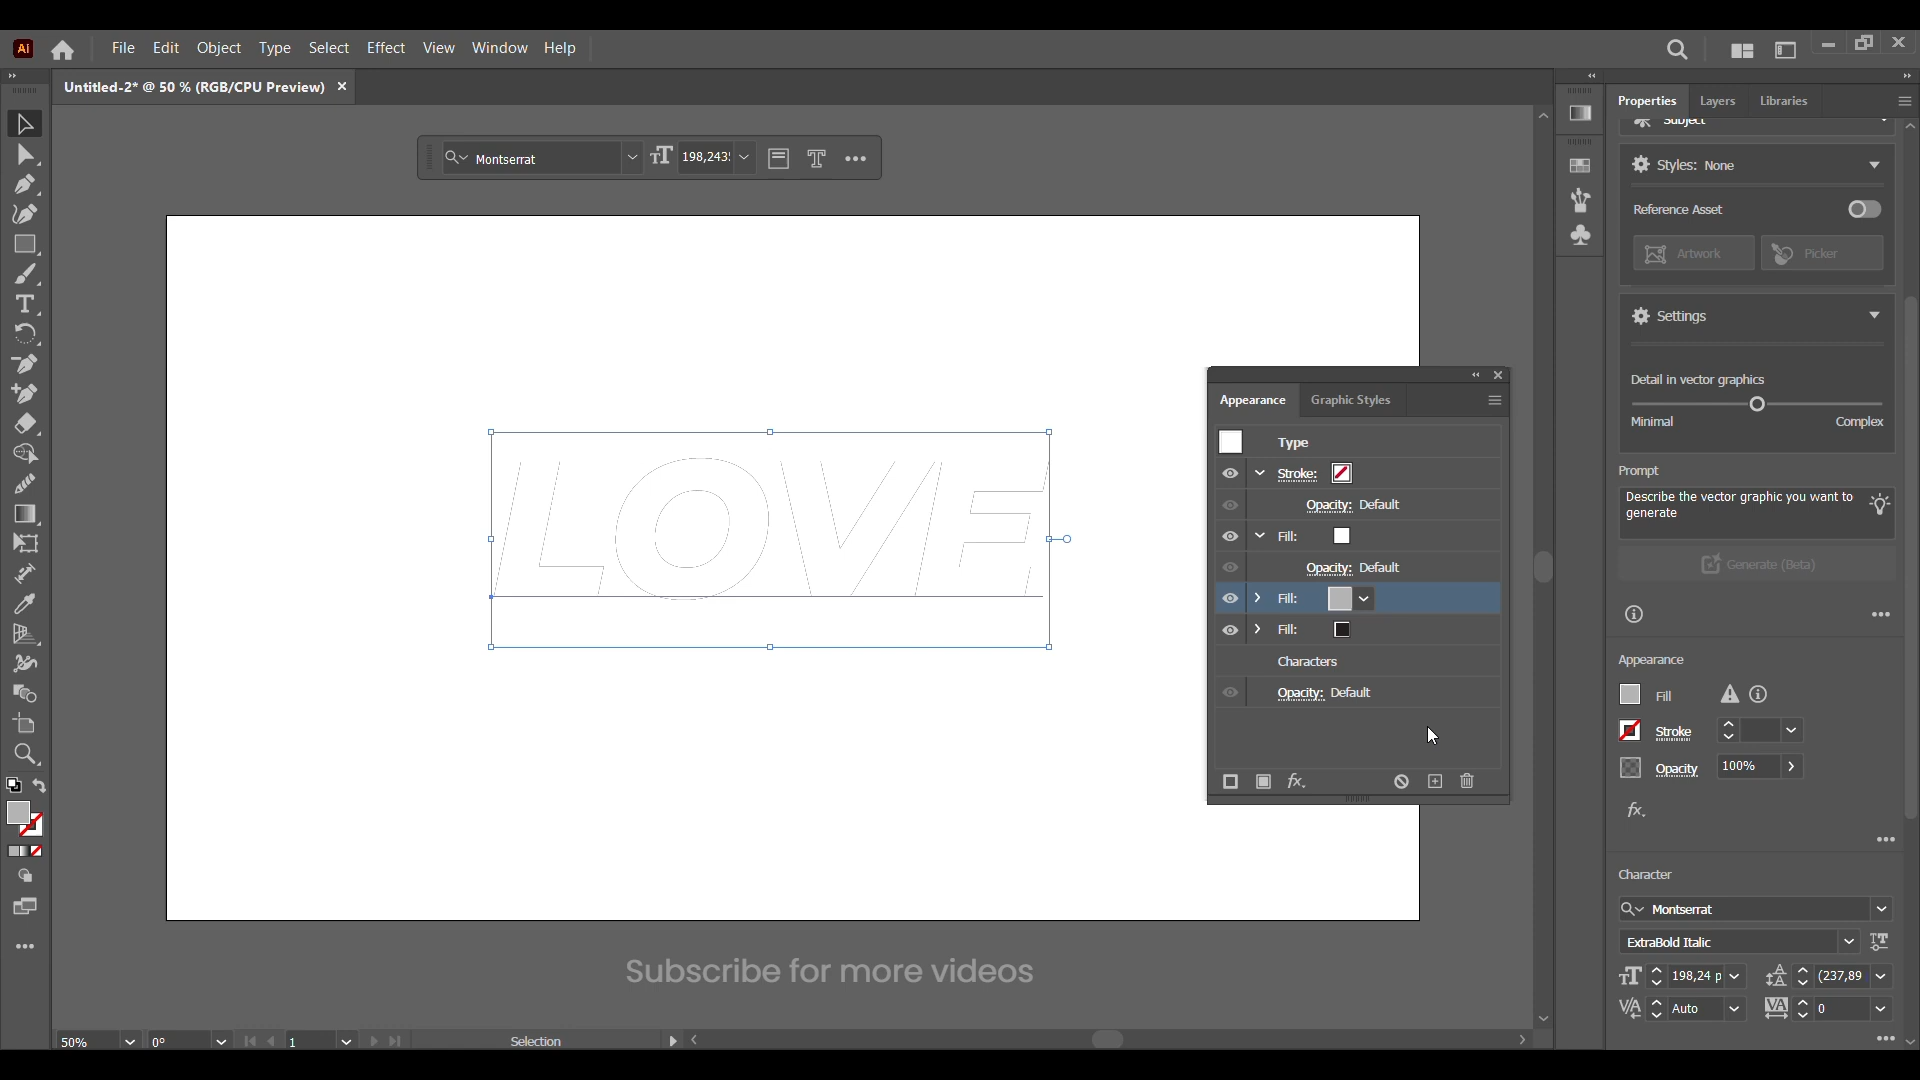 Ai
File Edit Object Type Select Effect View Window Help
Untitled-2* @ 50 % (RGB/CPU Preview)
Montserrat
198,243
LOVE
Appearance
Graphic Styles
Type
Stroke:
Opacity: Default
Fill:
Opacity: Default
Fill:
Fill:
Characters
Opacity: Default
fx
Subscribe for more videos
50%
0°
1
Selection
Properties
Layers
Libraries
Subject
Styles: None
Reference Asset
Artwork
Picker
Settings
Detail in vector graphics
Minimal
Complex
Prompt
Describe the vector graphic you want to
generate
Generate (Beta)
Appearance
Fill
Stroke
Opacity
100%
fx
Character
Montserrat
ExtraBold Italic
198,24 p
(237,89
Auto
0